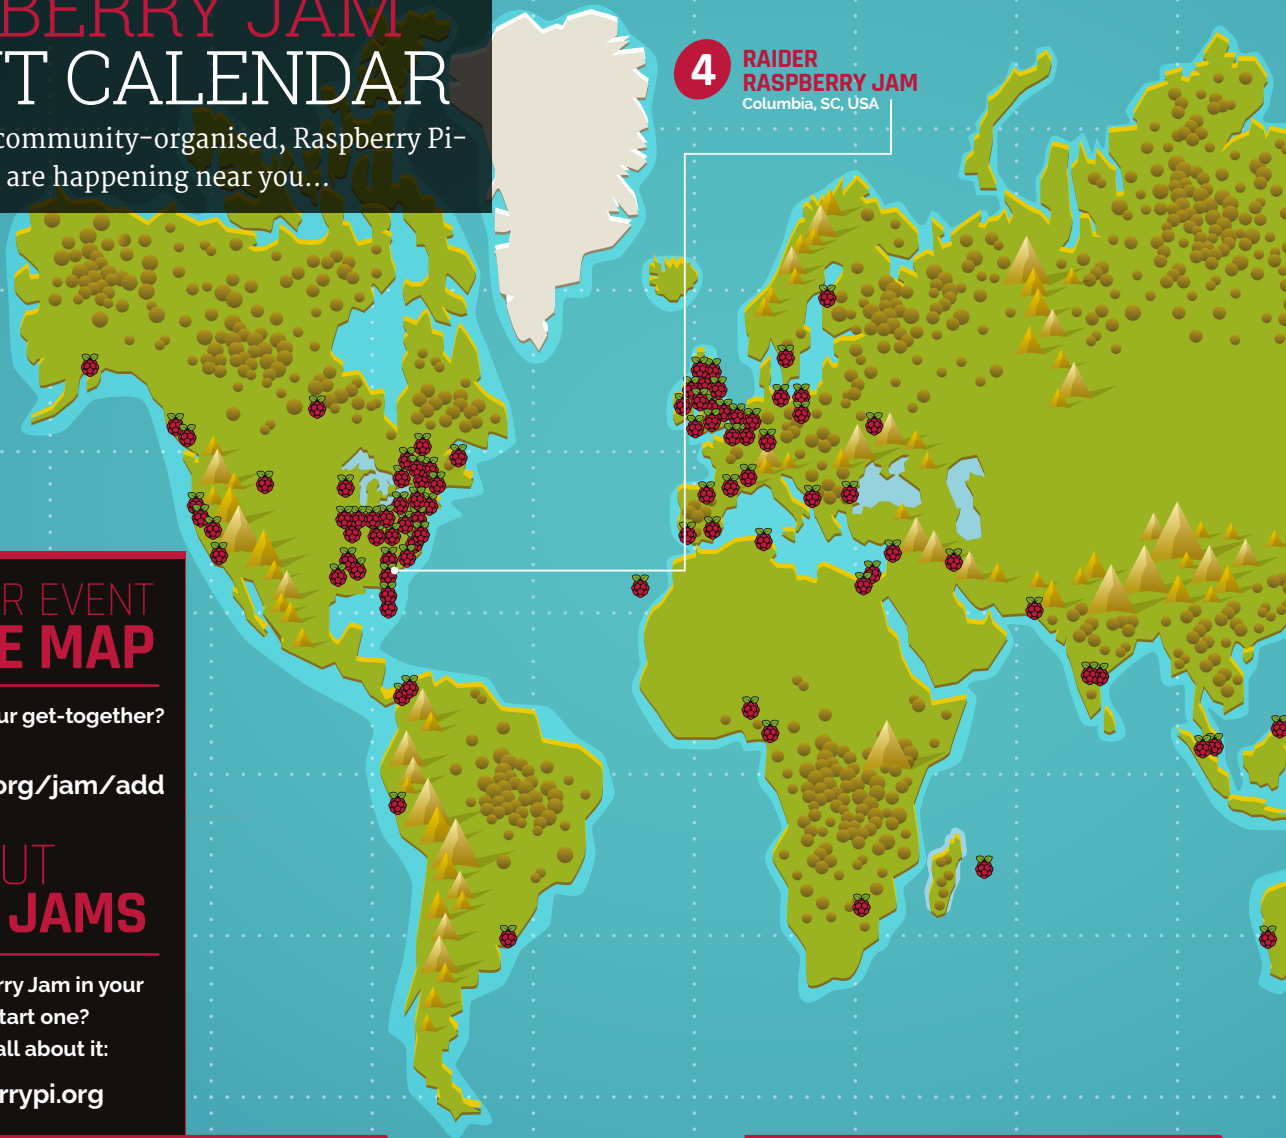 BERRY JAM
T CALENDAR
community-organised, Raspberry Pi-
are happening near you...
4
RAIDER
RASPBERRY JAM
Columbia, SC, USA
R EVENT
E MAP
ur get-together?
org/jam/add
UT
JAMS
rry Jam in your
tart one?
all about it:
rrypi.org